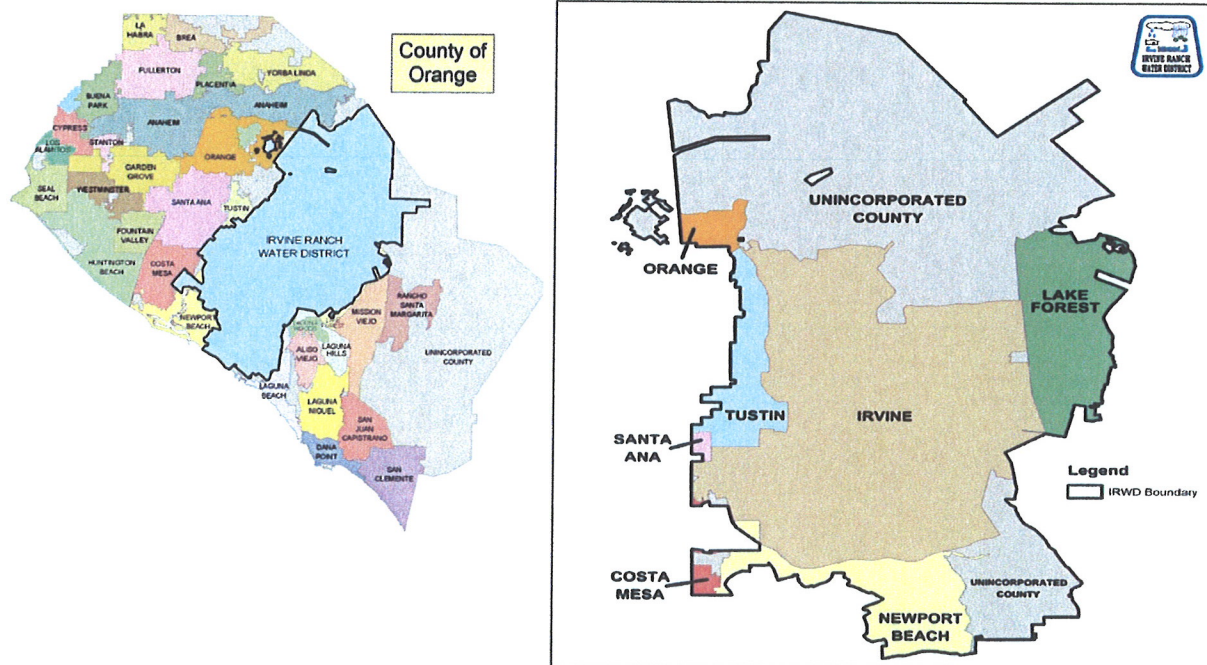 County of
Orange
LA
HABRA
BREA
FULLERTON
PLACENTIA
YORBA LINDA
BUENA
PARK
ANAHEIM
ANAHEIM
CYPRESS
STANTON
LOS
ALAMITOS
ORANGE
GARDEN
GROVE
SEAL
BEACH
WESTMINSTER
SANTA ANA
TUSTIN
FOUNTAIN
VALLEY
IRVINE RANCH
WATER DISTRICT
HUNTINGTON
BEACH
COSTA
MESA
NEWPORT
BEACH
MISSION
VIEJO
RANCHO
SANTA
MARGARITA
LAGUNA
HILLS
ALISO
VIEJO
UNINCORPORATED
COUNTY
LAGUNA
BEACH
LAGUNA
NIGUEL
SAN
JUAN
CAPISTRANO
DANA
POINT
SAN
CLEMENTE
IRVINE RANCH
WATER DISTRICT
UNINCORPORATED
COUNTY
ORANGE
LAKE
FOREST
TUSTIN
IRVINE
SANTA
ANA
Legend
IRWD Boundary
COSTA
MESA
UNINCORPORATED
COUNTY
NEWPORT
BEACH